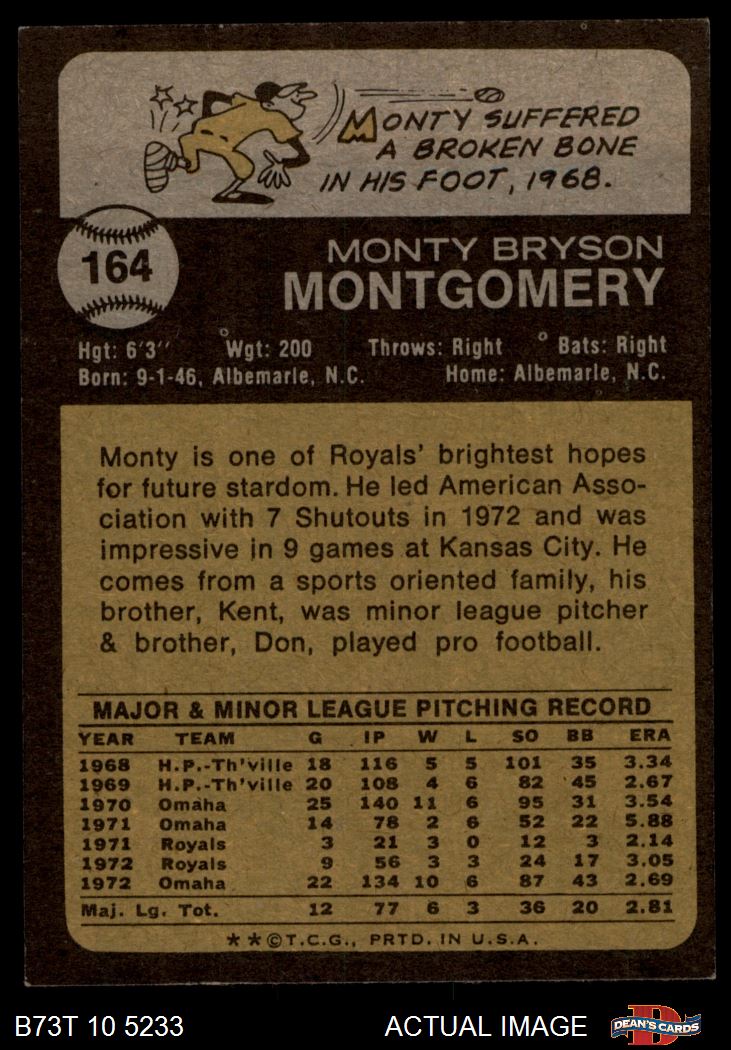 MONTY SUFFERED
A BROKEN BONE
IN HIS FOOT, 1968.
164
MONTY BRYSON
MONTGOMERY
Hgt: 6'3'' Wgt: 200 Throws: Right Bats: Right
Born: 9-1-46, Albemarle, N.C. Home: Albemarle, N.C.
Monty is one of Royals' brightest hopes
for future stardom. He led American Asso-
ciation with 7 Shutouts in 1972 and was
impressive in 9 games at Kansas City. He
comes from a sports oriented family, his
brother, Kent, was minor league pitcher
& brother, Don, played pro football.
MAJOR & MINOR LEAGUE PITCHING RECORD
YEAR TEAM G IP W L SO BB ERA
1968 H.P.-Th'ville 18 116 5 5 101 35 3.34
1969 H.P.-Th'ville 20 108 4 6 82 45 2.67
1970 Omaha 25 140 11 6 95 31 3.54
1971 Omaha 14 78 2 6 52 22 5.88
1971 Royals 3 21 3 0 12 3 2.14
1972 Royals 9 56 3 3 24 17 3.05
1972 Omaha 22 134 10 6 87 43 2.69
Maj. Lg. Tot. 12 77 6 3 36 20 2.81
**©T.C.G., PRTD. IN U.S.A.
B73T 10 5233 ACTUAL IMAGE
D
DEAN'S CARDS